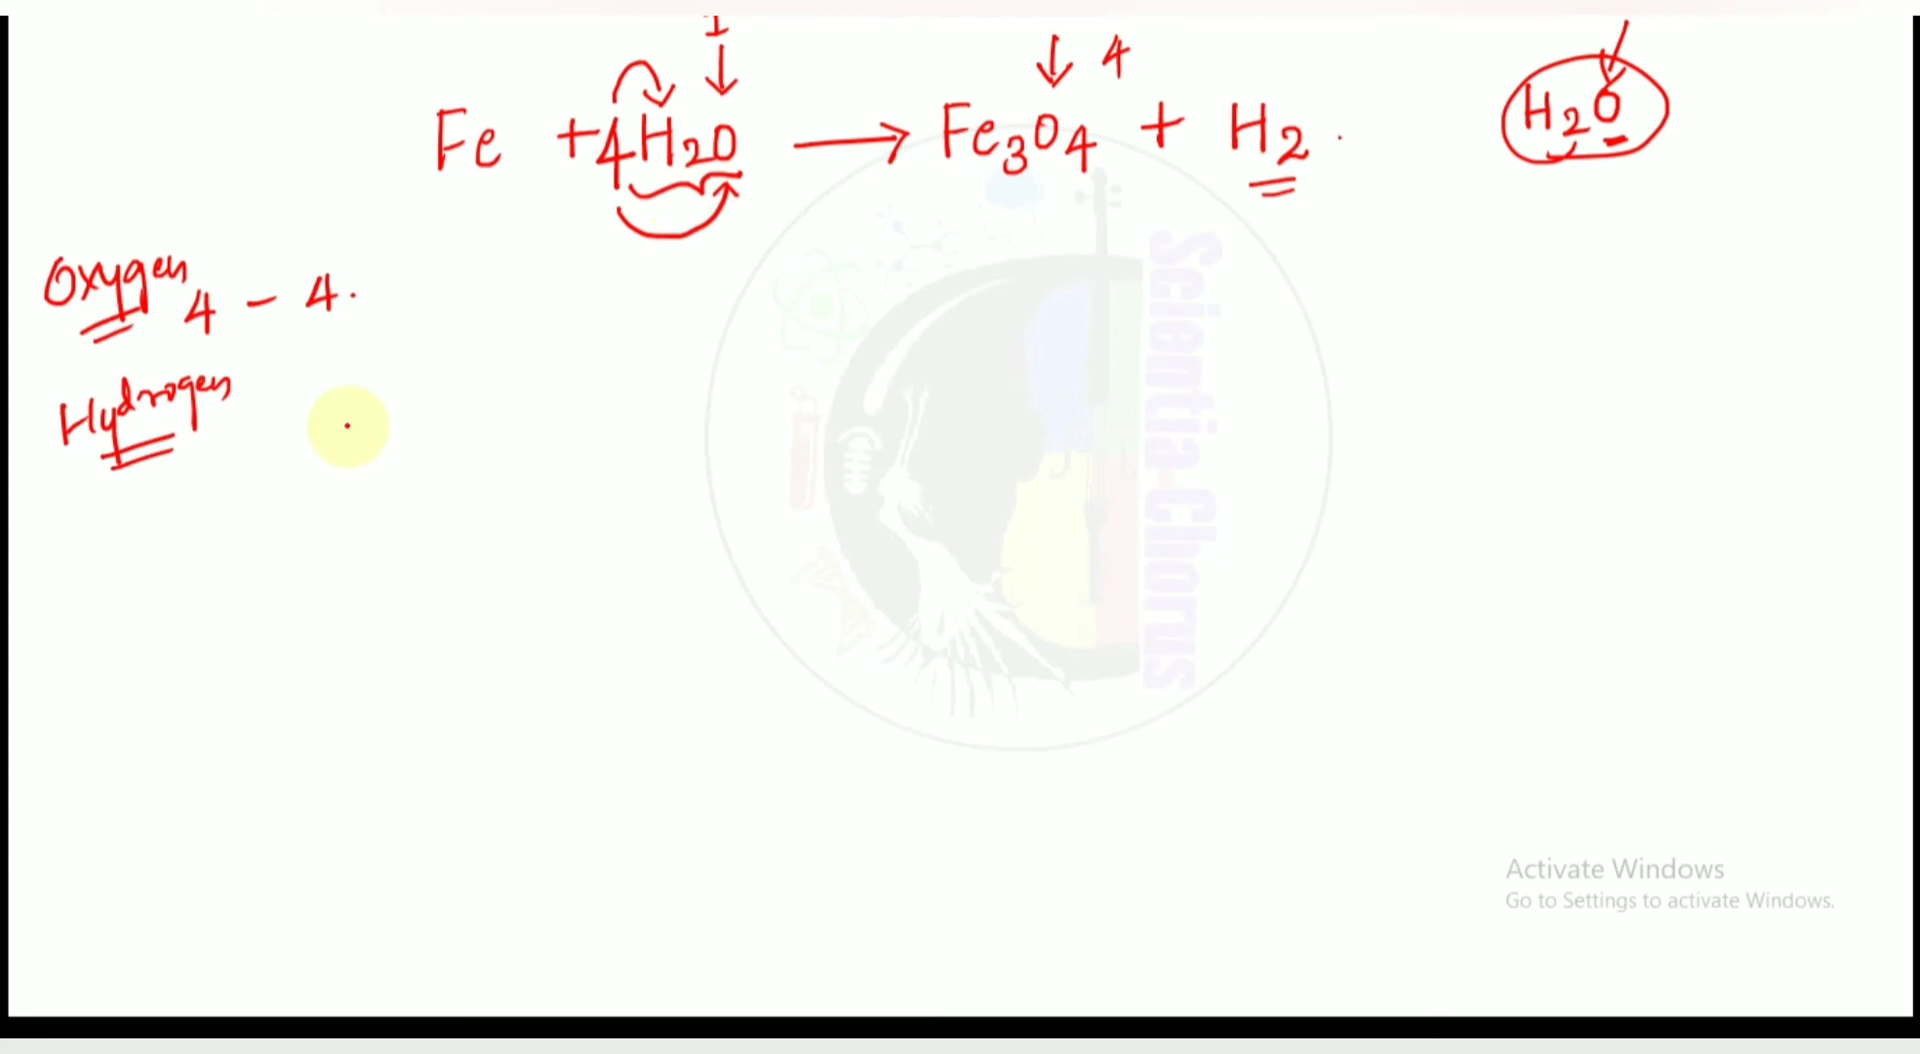 1
4
Fe + 4H2O → Fe3O4 + H2.
H2O
Oxygen 4 - 4.
Hydrogen
Scientia Chorus
Activate Windows
Go to Settings to activate Windows.